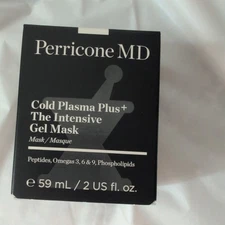 Perricone MD
Cold Plasma Plus+
The Intensive
Gel Mask
Mask/Masque
Peptides, Omegas 3, 6 & 9, Phospholipids
℮ 59 mL / 2 US fl. oz.